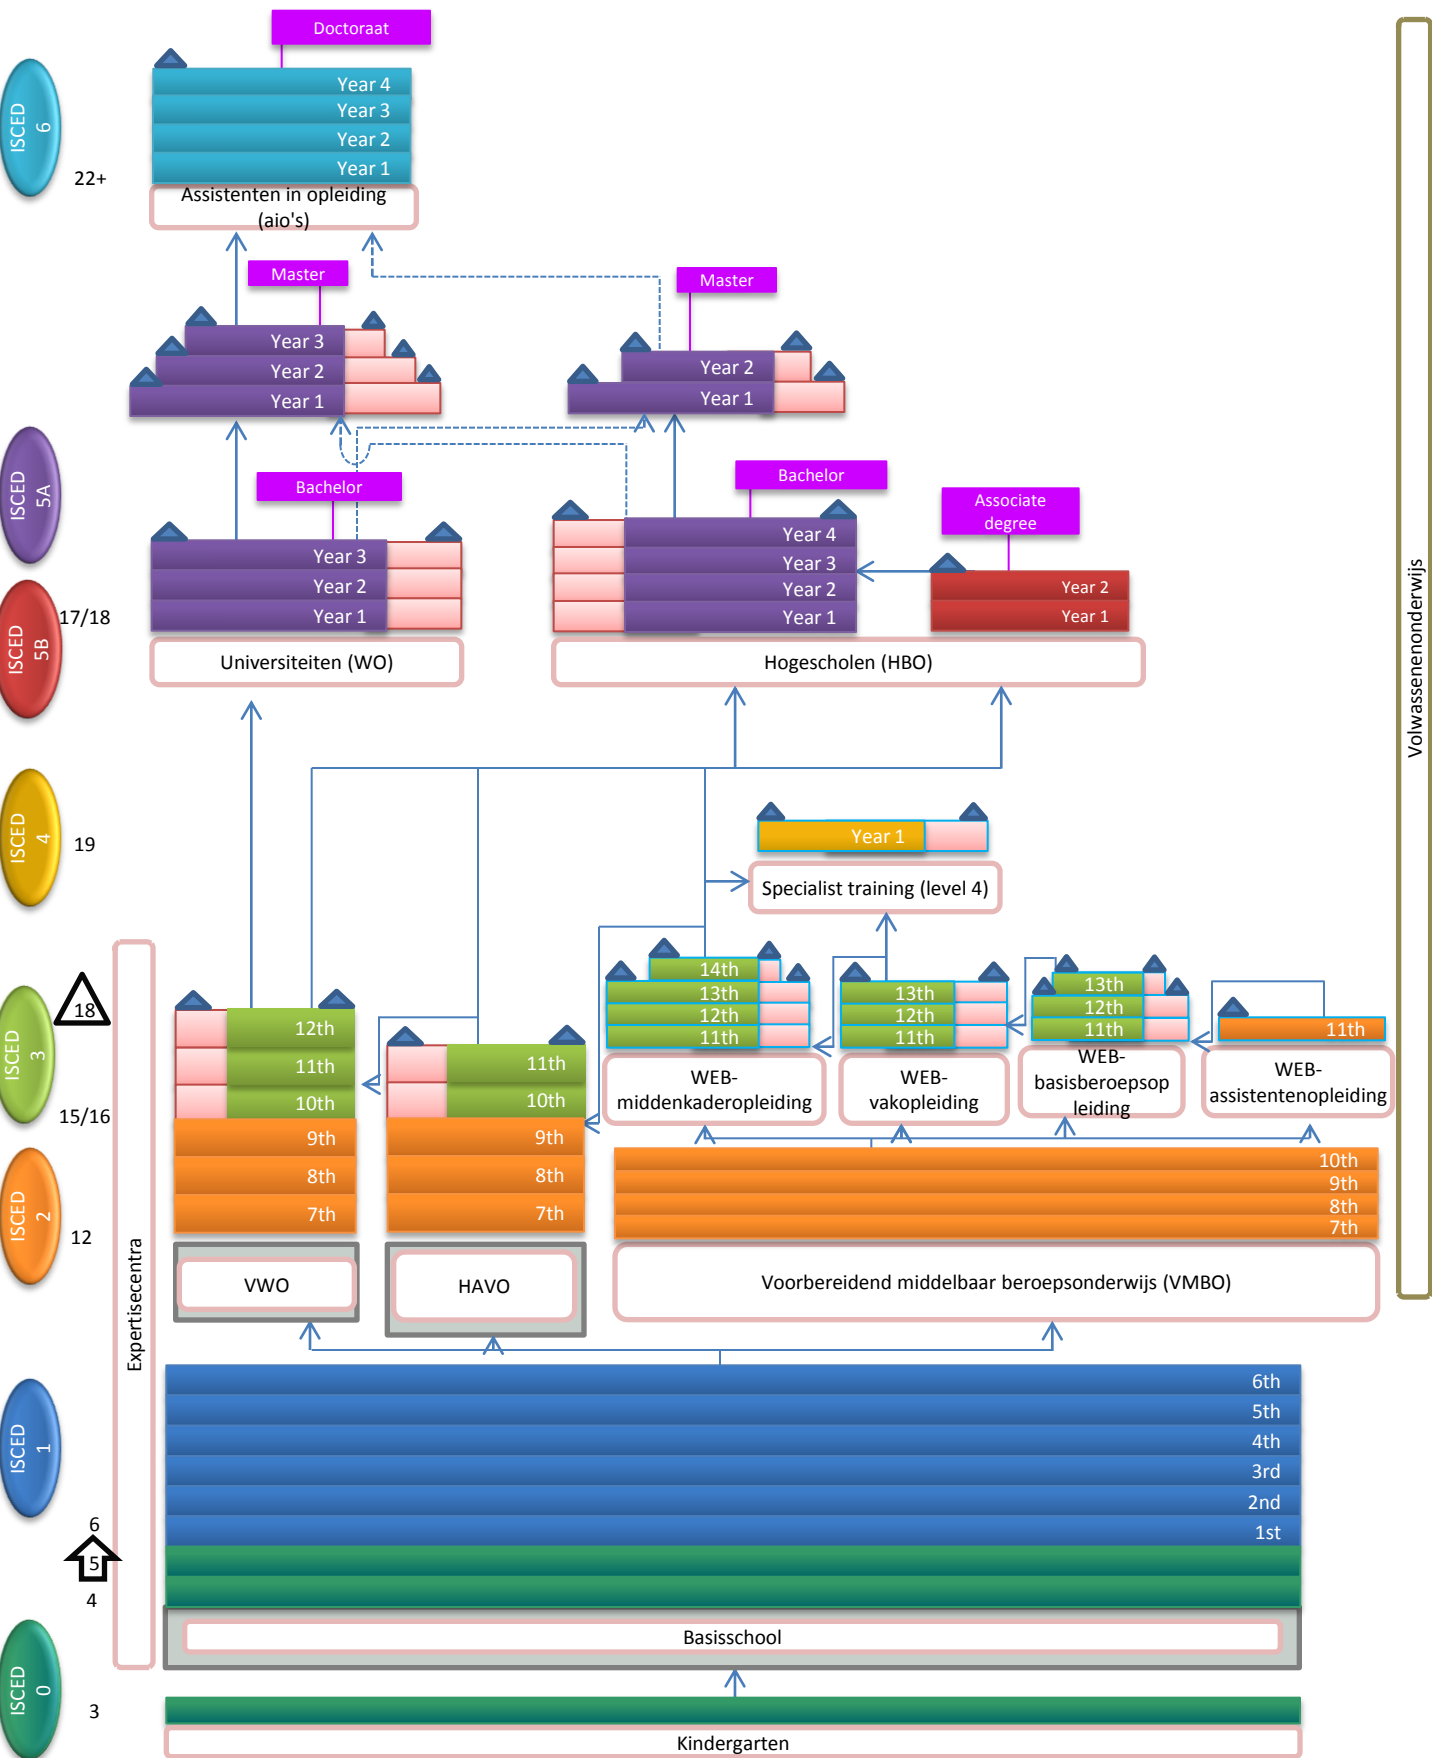 Doctoraat
Year 4
Year 3
Year 2
Year 1
ISCED
6
22+
Assistenten in opleiding
(aio's)
Master
Master
Year 3
Year 2
Year 1
Year 2
Year 1
ISCED
5A
Bachelor
Bachelor
Associate
degree
Year 3
Year 2
Year 1
Year 4
Year 3
Year 2
Year 1
Year 2
Year 1
ISCED
5B
17/18
Universiteiten (WO)
Hogescholen (HBO)
Volwassenenonderwijs
ISCED
4
19
Year 1
Specialist training (level 4)
ISCED
3
18
15/16
12th
11th
10th
9th
8th
7th
11th
10th
9th
8th
7th
14th
13th
12th
11th
13th
12th
11th
13th
12th
11th
11th
WEB-
middenkaderopleiding
WEB-
vakopleiding
WEB-
basisberoepsop
leiding
WEB-
assistentenopleiding
10th
9th
8th
7th
ISCED
2
12
Expertisecentra
VWO
HAVO
Voorbereidend middelbaar beroepsonderwijs (VMBO)
ISCED
1
6th
5th
4th
3rd
2nd
1st
6
5
4
Basisschool
ISCED
0
3
Kindergarten